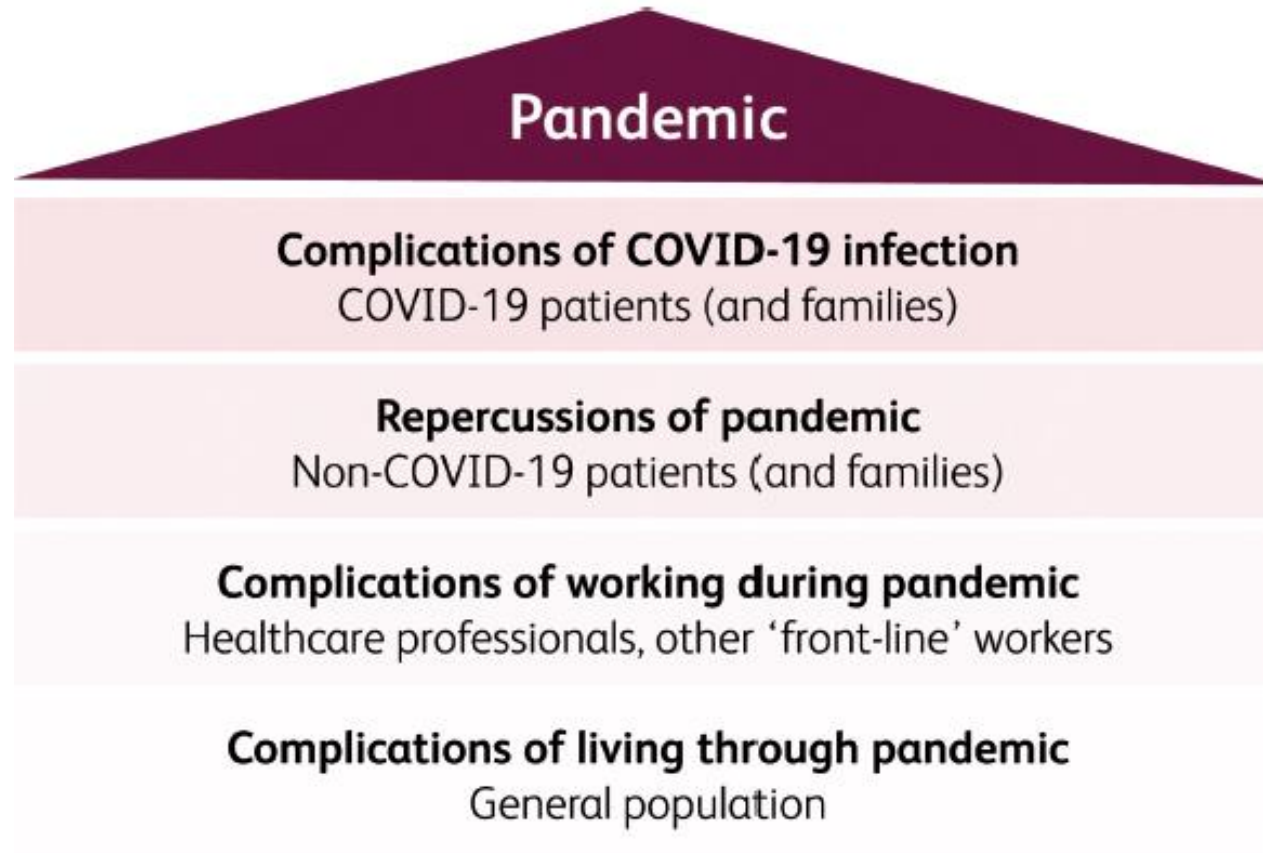 Pandemic
Complications of COVID-19 infection
COVID-19 patients (and families)
Repercussions of pandemic
Non-COVID-19 patients (and families)
Complications of working during pandemic
Healthcare professionals, other ‘front-line’ workers
Complications of living through pandemic
General population